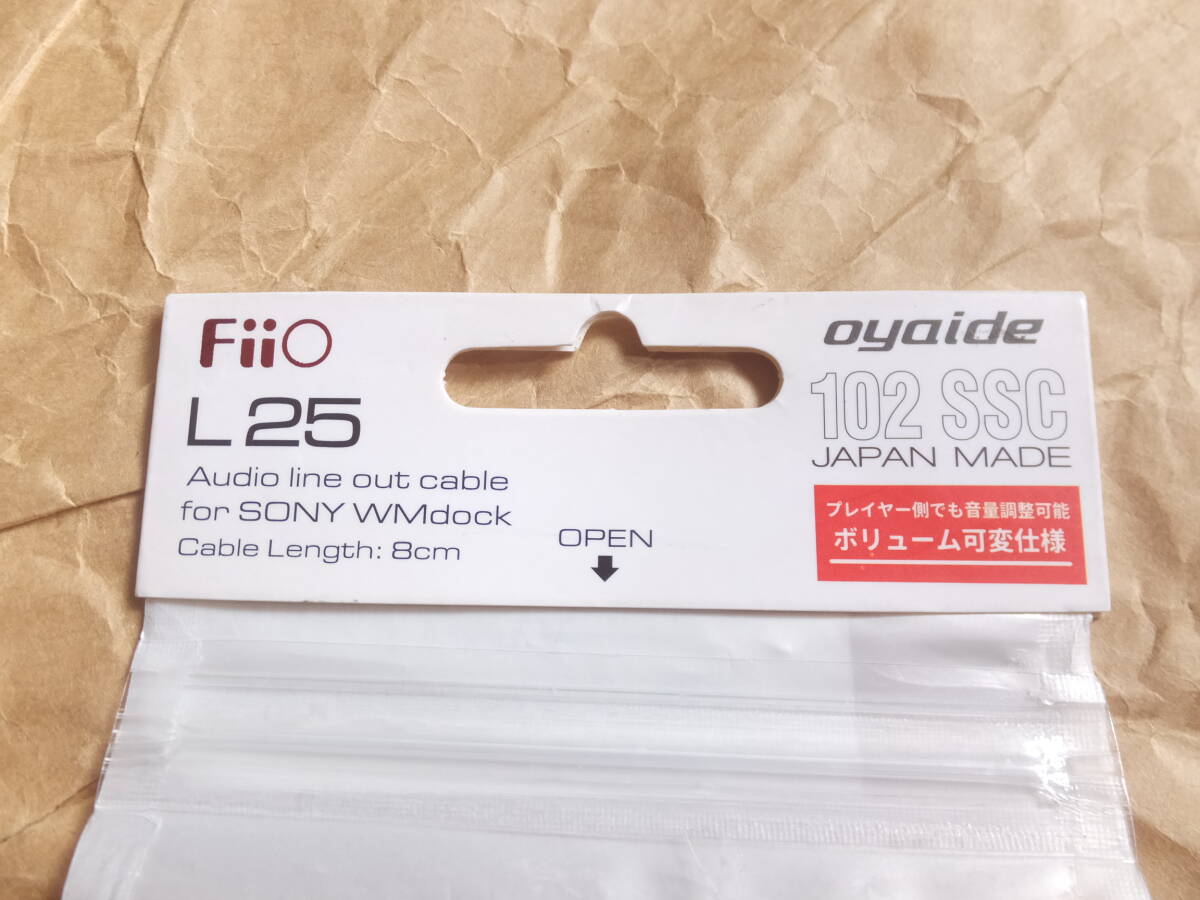 FiiO
L25
Audio line out cable
for SONY WMdock
Cable Length: 8cm
OPEN
oyaide
102 SSC
JAPAN MADE
プレイヤー側でも音量調整可能
ボリューム可変仕様